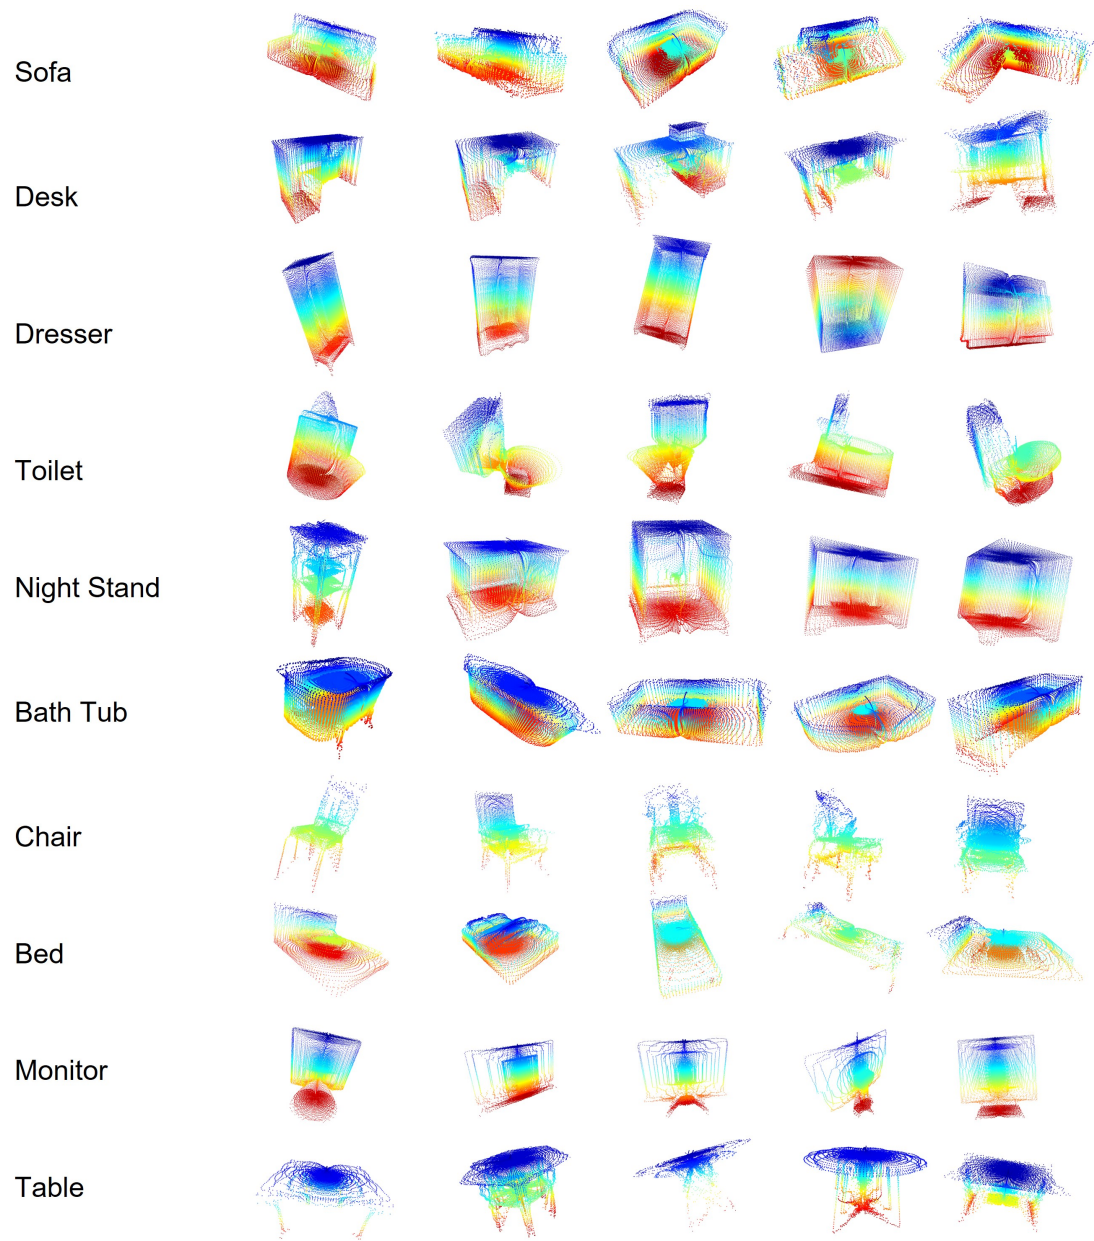 Sofa
Desk
Dresser
Toilet
Night Stand
Bath Tub
Chair
Bed
Monitor
Table